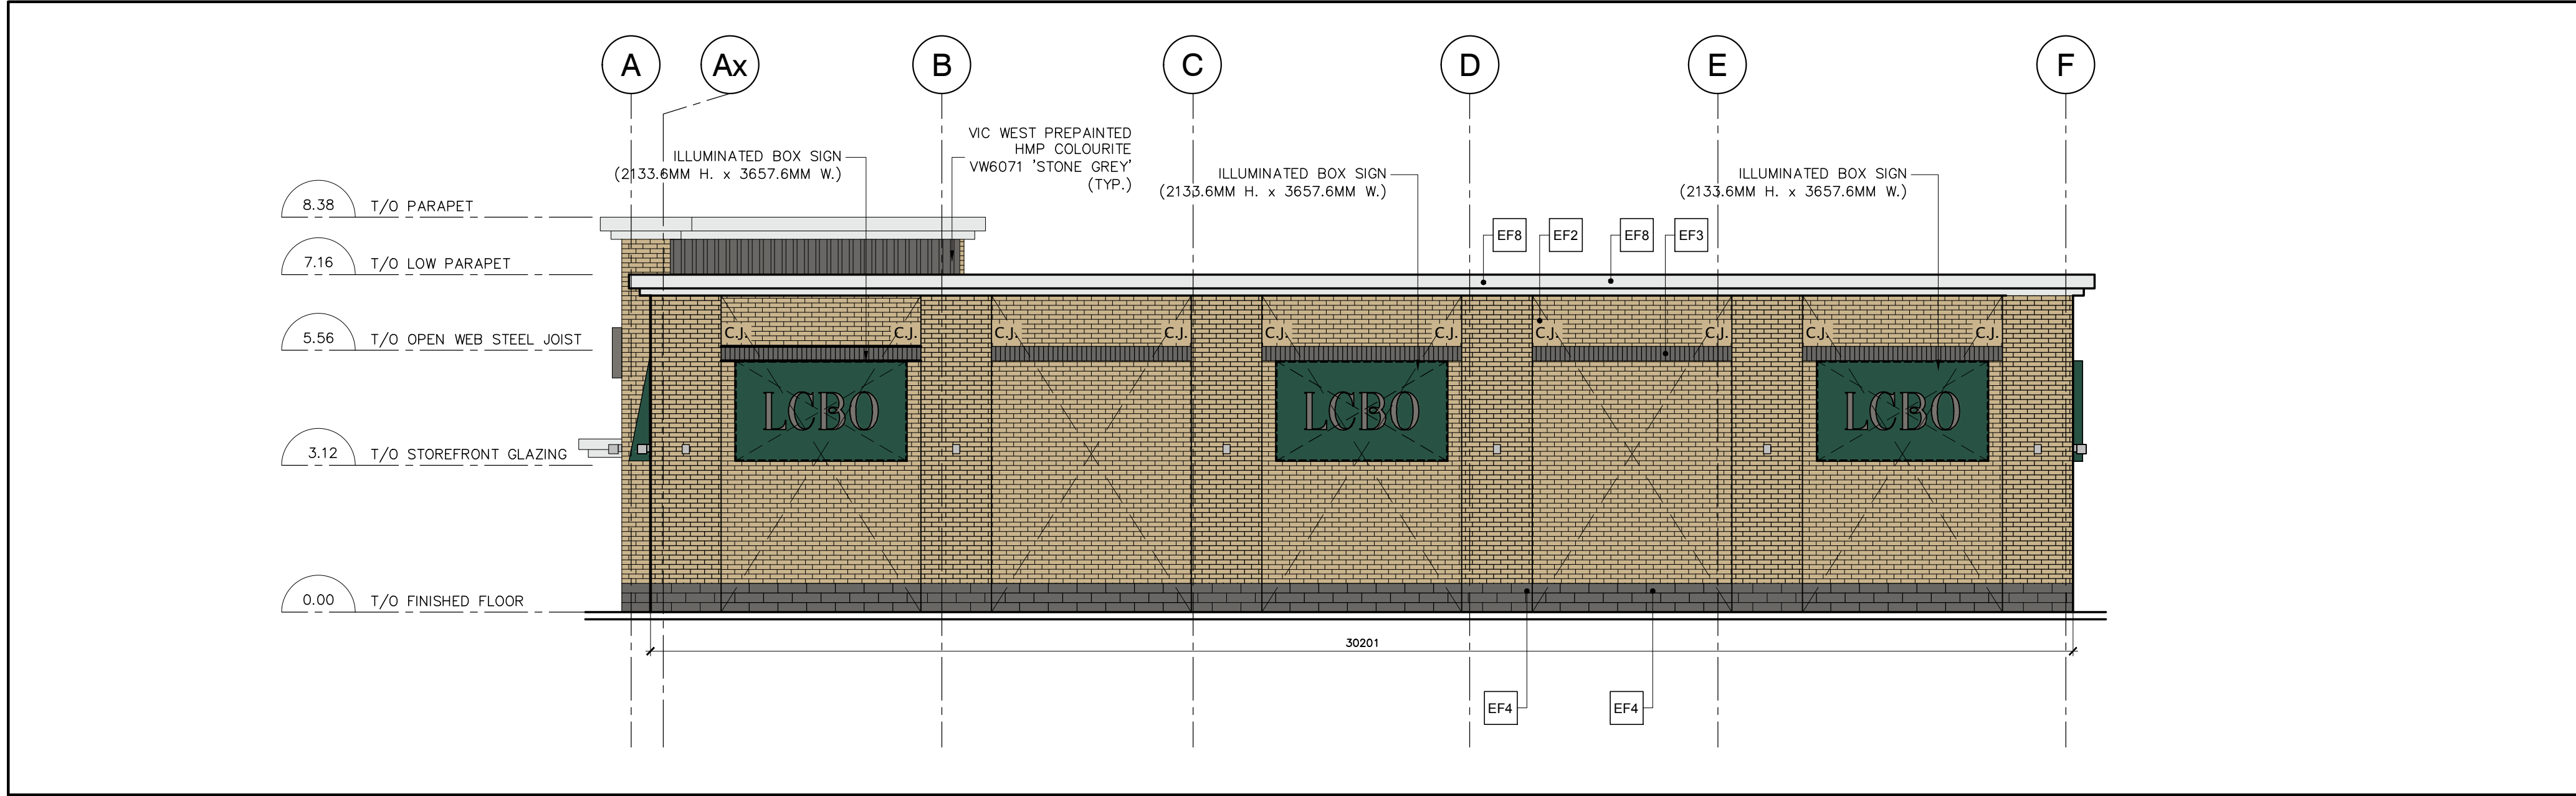 A Ax B C D E F
VIC WEST PREPAINTED
HMP COLOURITE
VW6071 'STONE GREY'
(TYP.)
ILLUMINATED BOX SIGN
(2133.6MM H. x 3657.6MM W.)
ILLUMINATED BOX SIGN
(2133.6MM H. x 3657.6MM W.)
ILLUMINATED BOX SIGN
(2133.6MM H. x 3657.6MM W.)
8.38 T/O PARAPET
EF8 EF2 EF8 EF3
7.16 T/O LOW PARAPET
5.56 T/O OPEN WEB STEEL JOIST
C.J. C.J. C.J. C.J. C.J. C.J. C.J. C.J. C.J. C.J.
LCBO LCBO LCBO
3.12 T/O STOREFRONT GLAZING
0.00 T/O FINISHED FLOOR
30201
EF4 EF4